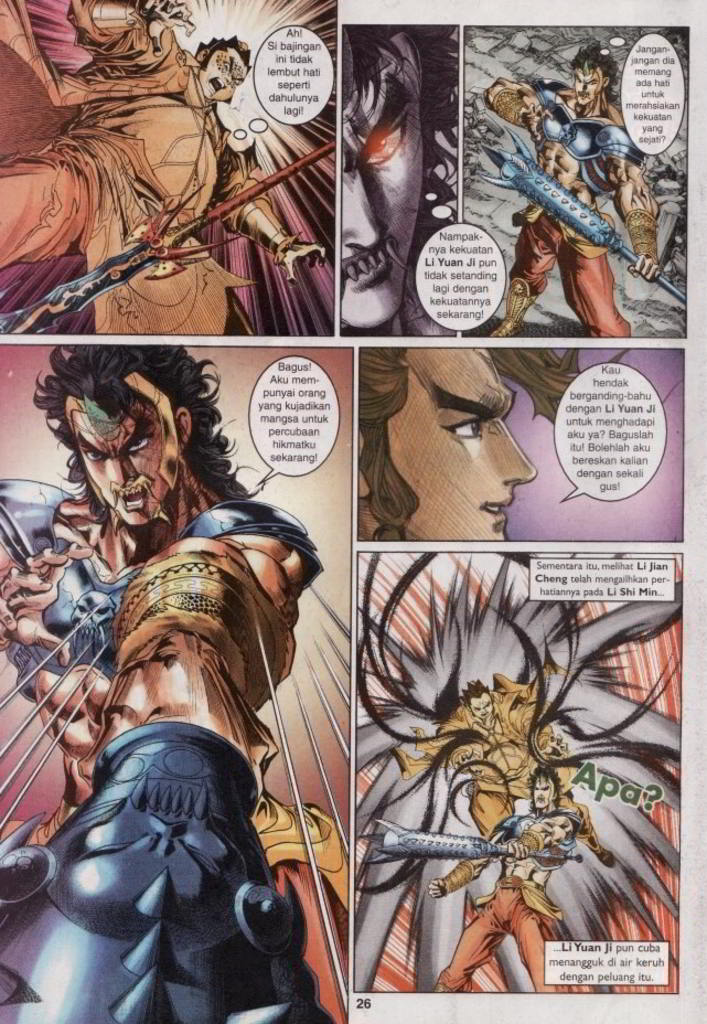 Ah!
Si bajingan
ini tidak
lembut hati
seperti
dahulunya
lagi!
Nampak-
nya kekuatan
Li Yuan Ji pun
tidak setanding
lagi dengan
kekuatannya
sekarang!
Jangan-
jangan dia
memang
ada hati
untuk
merahsiakan
kekuatan
yang
sejati?
Bagus!
Aku mem-
punyai orang
yang kujadikan
mangsa untuk
percubaan
hikmatku
sekarang!
Kau
hendak
berganding-bahu
dengan Li Yuan Ji
untuk menghadapi
aku ya? Baguslah
itu! Bolehlah aku
bereskan kalian
dengan sekali
gus!
Sementara itu, melihat Li Jian
Cheng telah mengailhkan per-
hatiannya pada Li Shi Min...
Apa?
...Li Yuan Ji pun cuba
menangguk di air keruh
dengan peluang itu.
26